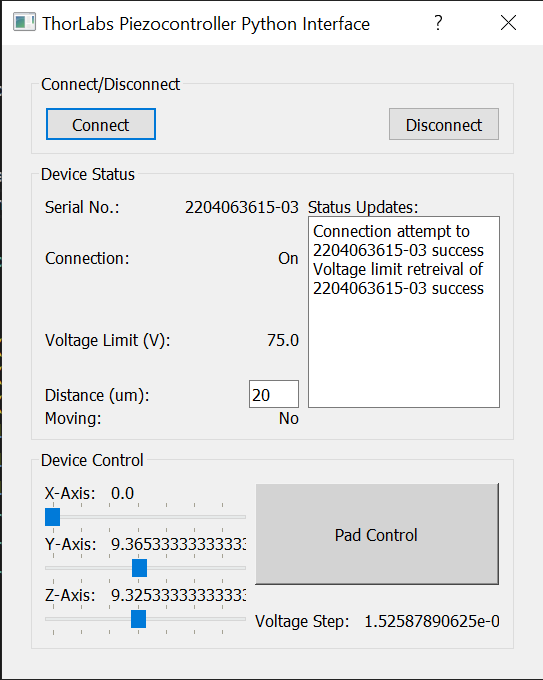 ThorLabs Piezocontroller Python Interface
Connect/Disconnect
Connect
Disconnect
Device Status
Serial No.: 2204063615-03
Status Updates:
Connection attempt to
2204063615-03 success
Voltage limit retreival of
2204063615-03 success
Connection: On
Voltage Limit (V): 75.0
Distance (um): 20
Moving: No
Device Control
X-Axis: 0.0
Y-Axis: 9.36533333333333
Z-Axis: 9.32533333333333
Pad Control
Voltage Step: 1.52587890625e-0